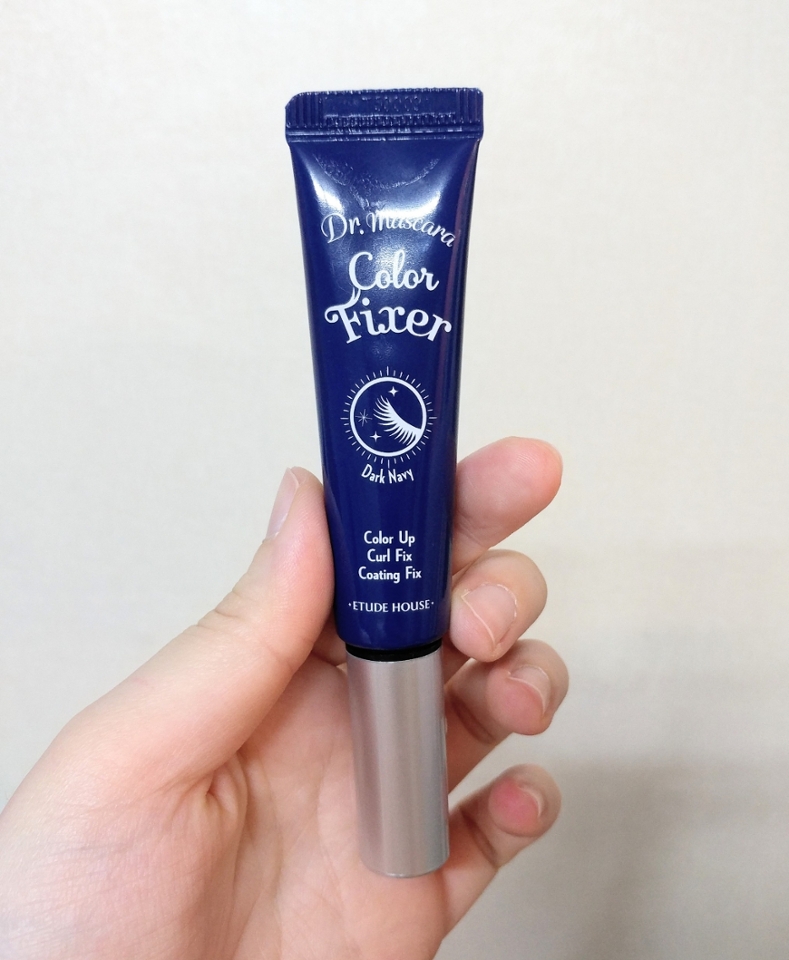 Dr. Mascara
Color
Fixer
Dark Navy
Color Up
Curl Fix
Coating Fix
·ETUDE HOUSE·